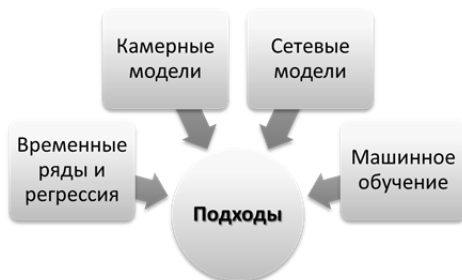 Камерные
модели
Сетевые
модели
Временные
ряды и
регрессия
Машинное
обучение
Подходы